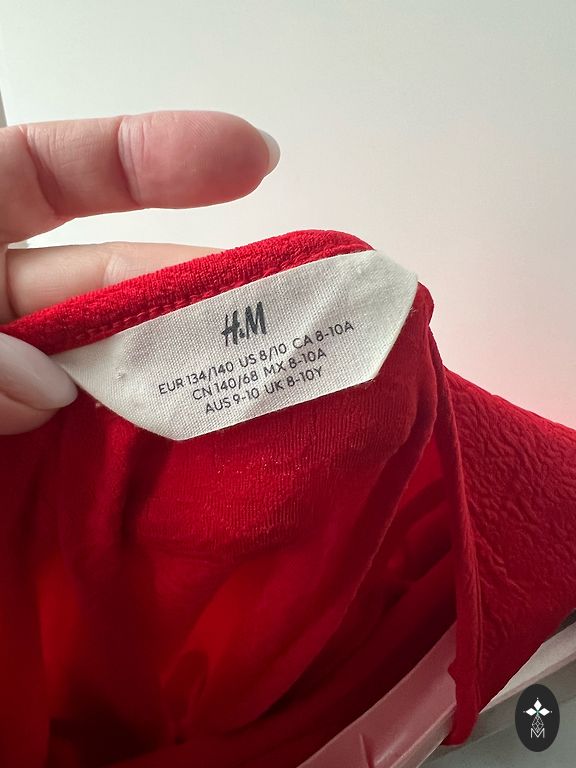 H&M
EUR 134/140 US 8/10 CA 8-10A
CN 140/68 MX 8-10A
AUS 9-10 UK 8-10Y
M